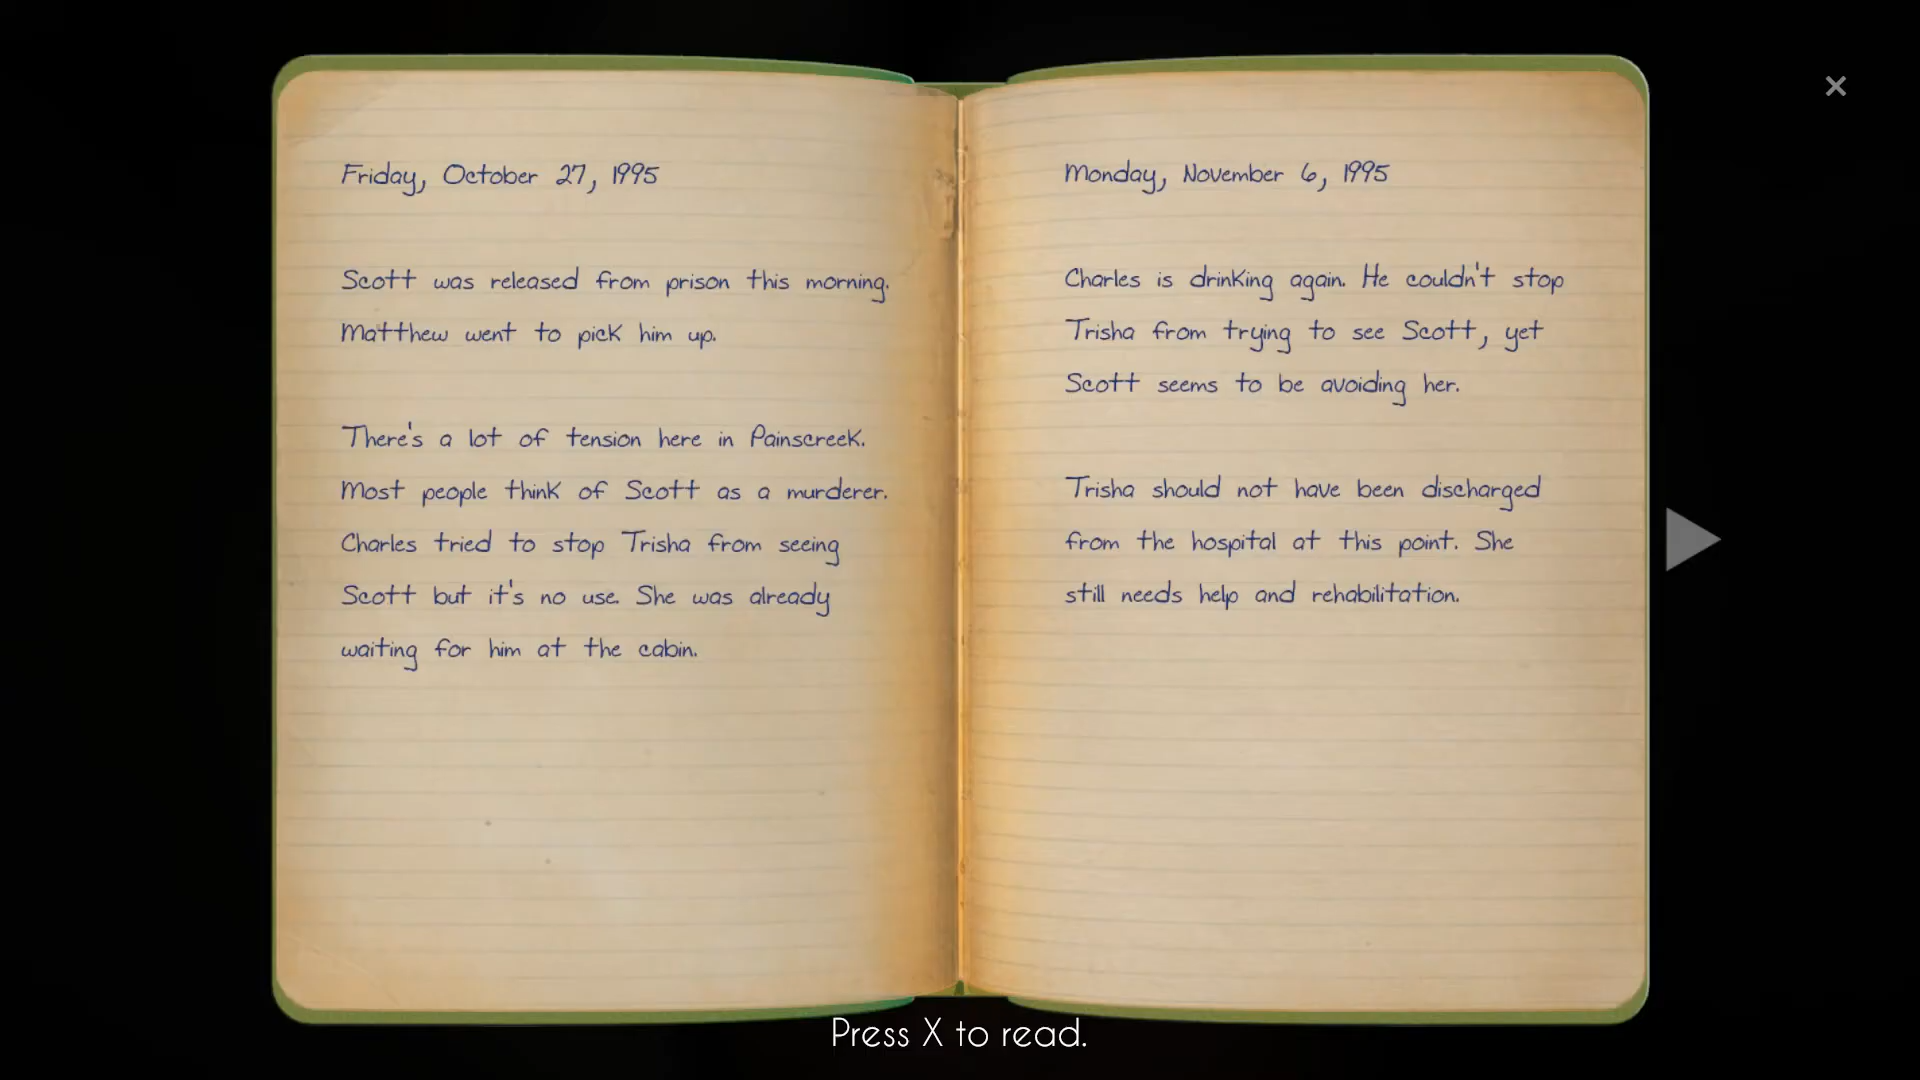 Friday, October 27, 1995
Scott was released from prison this morning.
Matthew went to pick him up.
There's a lot of tension here in Painscreek.
Most people think of Scott as a murderer.
Charles tried to stop Trisha from seeing
Scott but it's no use. She was already
waiting for him at the cabin.
Monday, November 6, 1995
Charles is drinking again. He couldn't stop
Trisha from trying to see Scott, yet
Scott seems to be avoiding her.
Trisha should not have been discharged
from the hospital at this point. She
still needs help and rehabilitation.
Press X to read.